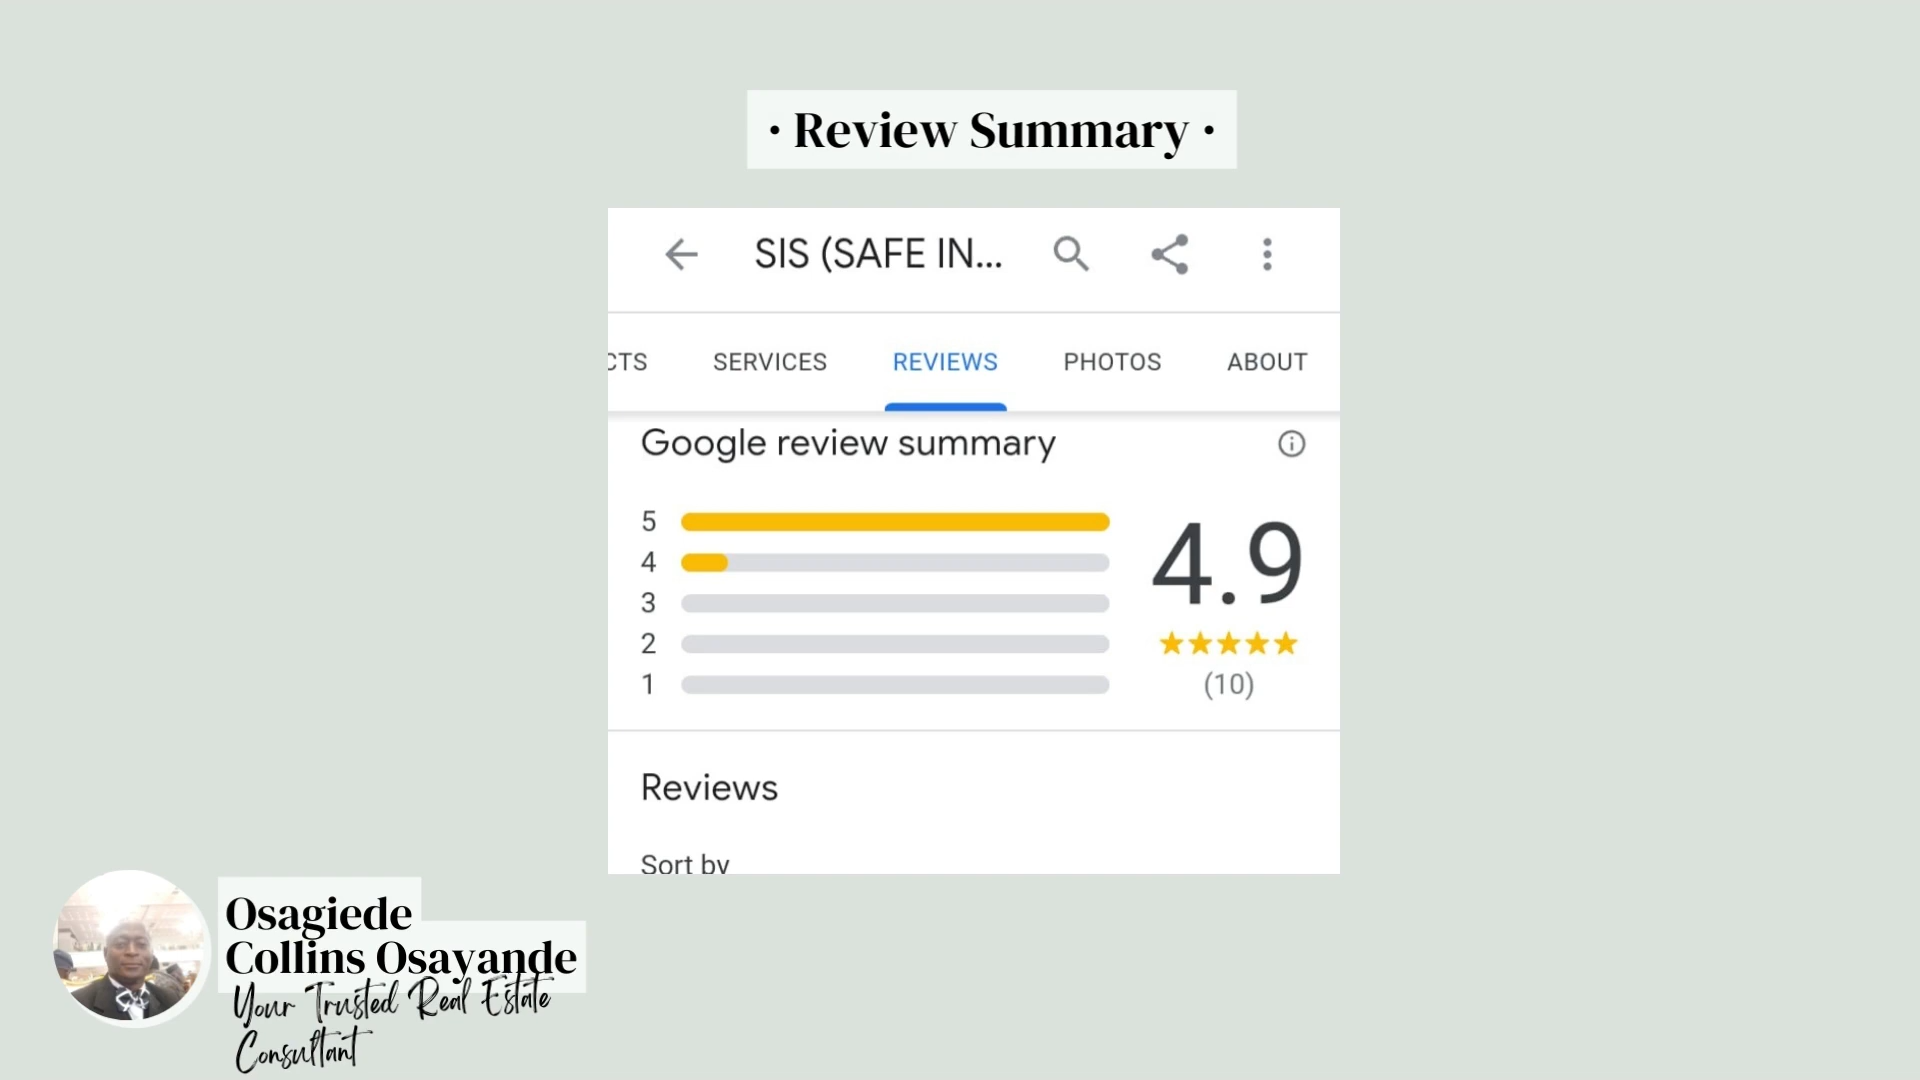 · Review Summary ·
SIS (SAFE IN...
CTS SERVICES REVIEWS PHOTOS ABOUT
Google review summary
5
4
3
2
1
4.9
(10)
Reviews
Sort by
Osagiede
Collins Osayande
Your Trusted Real Estate
Consultant